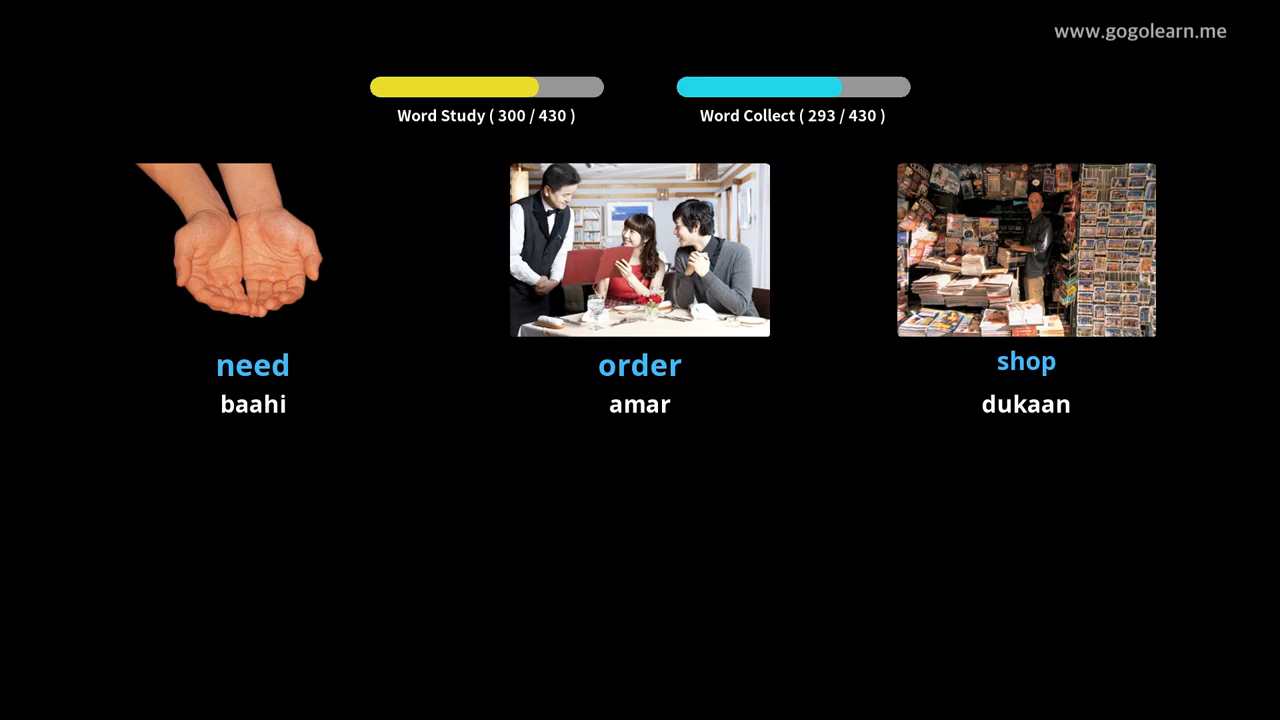 www.gogolearn.me
Word Study ( 300 / 430 )
Word Collect ( 293 / 430 )
need
baahi
order
amar
shop
dukaan